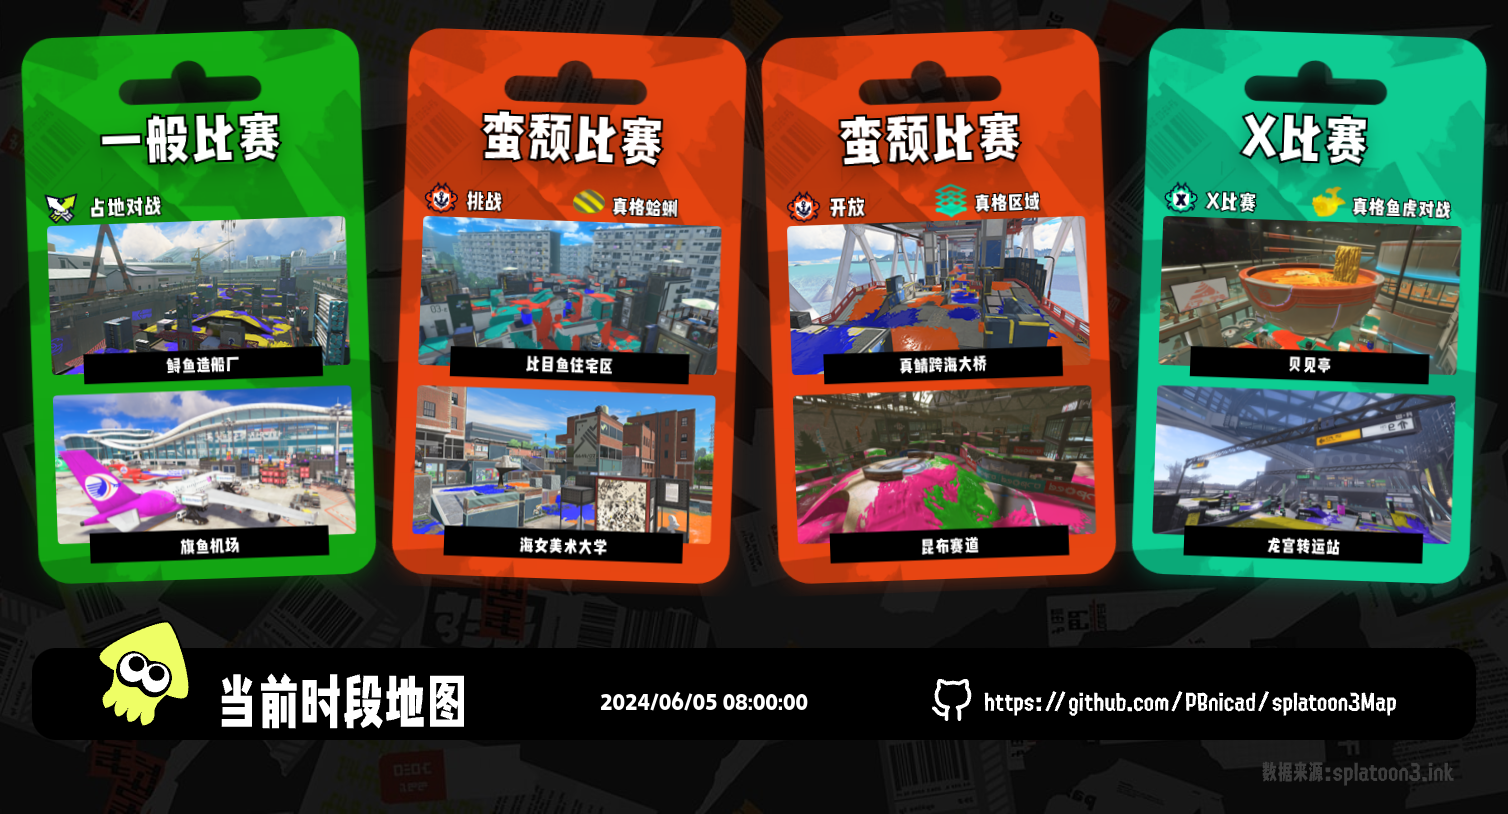 一般比赛
占地对战
鲟鱼造船厂
旗鱼机场
蛮颓比赛
挑战
真格蛤蜊
比目鱼住宅区
海女美术大学
蛮颓比赛
开放
真格区域
真鲭跨海大桥
昆布赛道
X比赛
X比赛
真格鱼虎对战
贝见亭
龙宫转运站
当前时段地图
2024/06/05 08:00:00
https://github.com/PBnicad/splatoon3Map
数据来源:splatoon3.ink